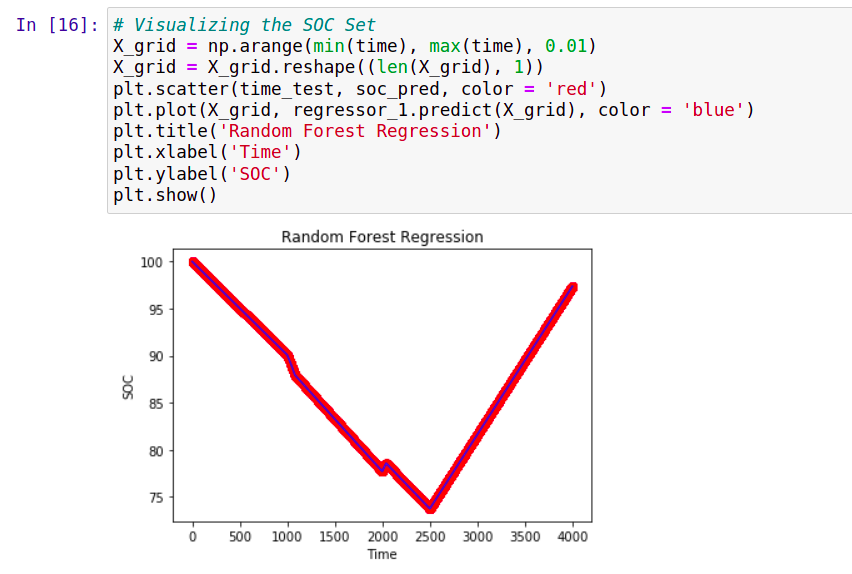 In [16]: # Visualizing the SOC Set
X_grid = np.arange(min(time), max(time), 0.01)
X_grid = X_grid.reshape((len(X_grid), 1))
plt.scatter(time_test, soc_pred, color = 'red')
plt.plot(X_grid, regressor_1.predict(X_grid), color = 'blue')
plt.title('Random Forest Regression')
plt.xlabel('Time')
plt.ylabel('SOC')
plt.show()
Random Forest Regression
100
95
90
85
80
75
SOC
0 500 1000 1500 2000 2500 3000 3500 4000
Time